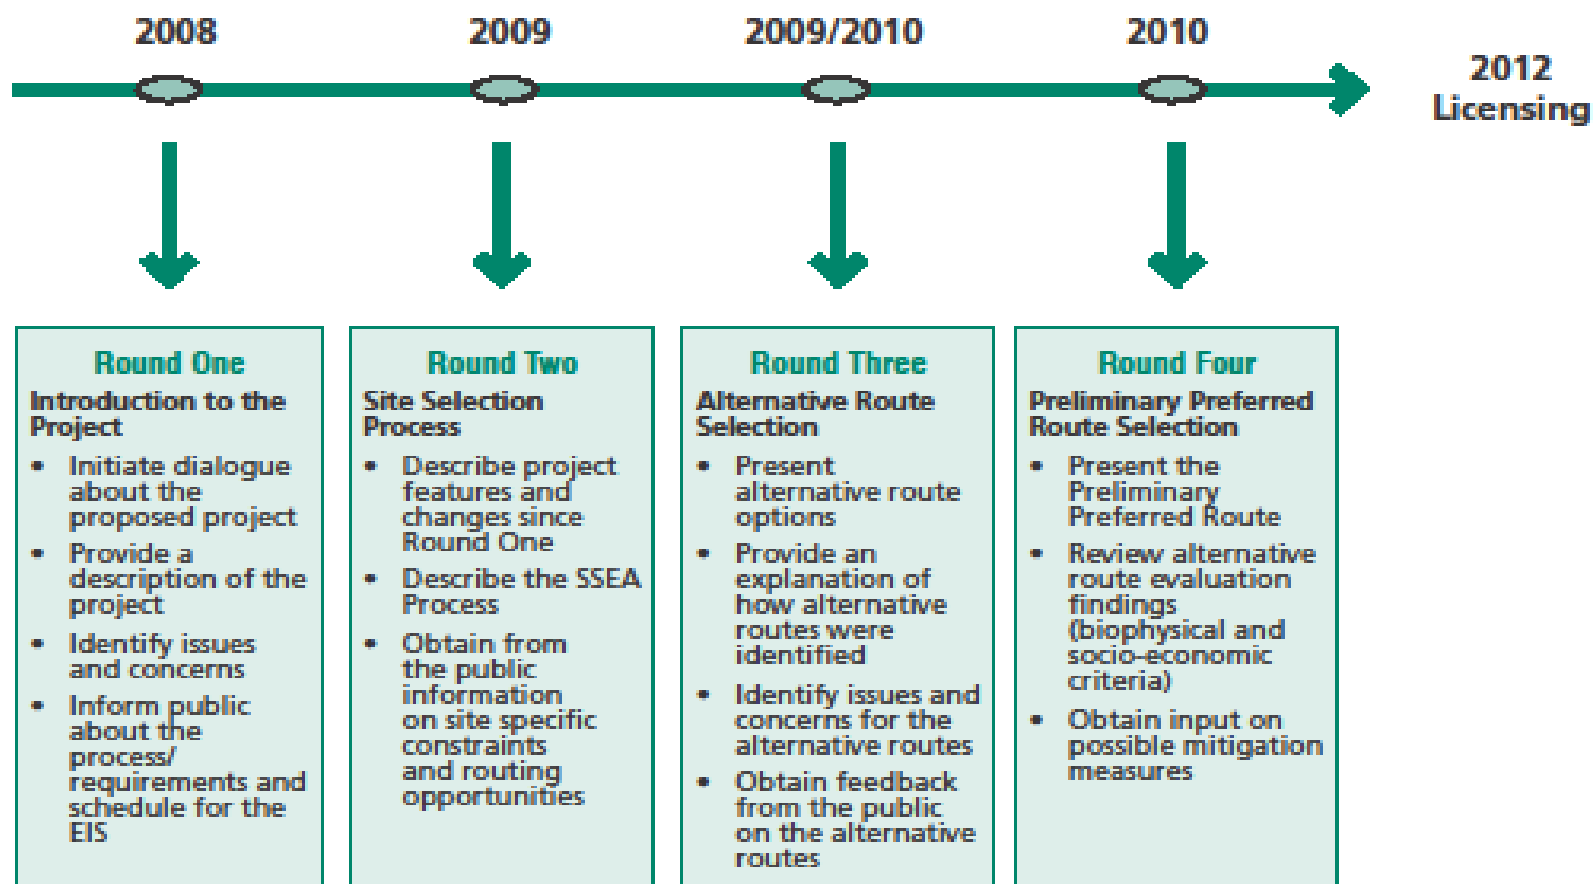 2008
2009
2009/2010
2010
2012
Licensing
Round One
Introduction to the
Project
• Initiate dialogue
about the
proposed project
• Provide a
description of the
project
• Identify issues
and concerns
• Inform public
about the
process/
requirements and
schedule for the
EIS
Round Two
Site Selection
Process
• Describe project
features and
changes since
Round One
• Describe the SSEA
Process
• Obtain from
the public
information
on site specific
constraints
and routing
opportunities
Round Three
Alternative Route
Selection
• Present
alternative route
options
• Provide an
explanation of
how alternative
routes were
identified
• Identify issues and
concerns for the
alternative routes
• Obtain feedback
from the public
on the alternative
routes
Round Four
Preliminary Preferred
Route Selection
• Present the
Preliminary
Preferred Route
• Review alternative
route evaluation
findings
(biophysical and
socio-economic
criteria)
• Obtain input on
possible mitigation
measures